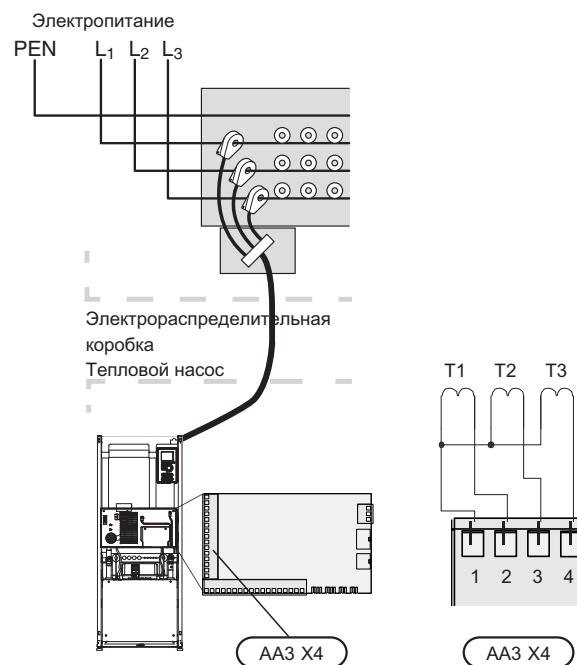 Электропитание
PEN L1 L2 L3
Электрораспределительная
коробка
Тепловой насос
T1 T2 T3
1 2 3 4
AA3 X4
AA3 X4